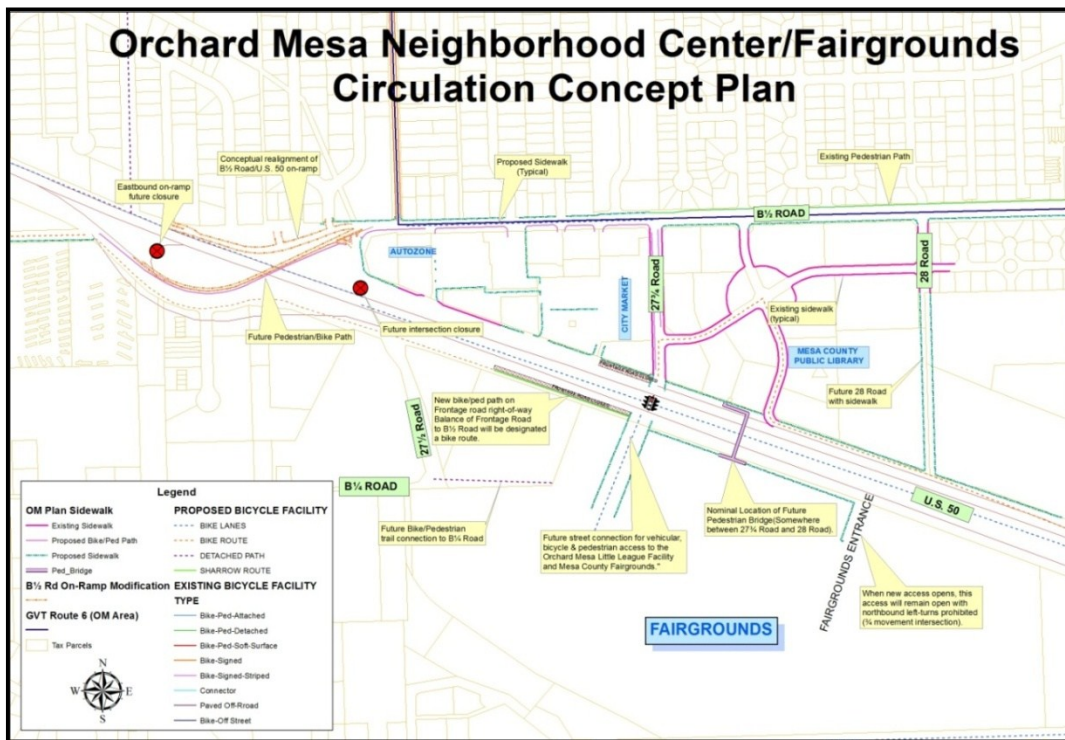 Orchard Mesa Neighborhood Center/Fairgrounds
Circulation Concept Plan
Conceptual realignment of
B½ Road/U.S. 50 on-ramp
Proposed Sidewalk
(Typical)
Existing Pedestrian Path
Eastbound on-ramp
future closure
B½ ROAD
AUTOZONE
27¾ Road
28 Road
CITY MARKET
Existing sidewalk
(typical)
Future Pedestrian/Bike Path
Future intersection closure
MESA COUNTY
PUBLIC LIBRARY
Future 28 Road
with sidewalk
New bike/ped path on
Frontage road right-of-way
Balance of Frontage Road
to B½ Road will be designated
a bike route.
27½ Road
B¼ ROAD
U.S. 50
Future Bike/Pedestrian
trail connection to B¼ Road
Future street connection for vehicular,
bicycle & pedestrian access to the
Orchard Mesa Little League Facility
and Mesa County Fairgrounds."
Nominal Location of Future
Pedestrian Bridge(Somewhere
between 27¾ Road and 28 Road).
FAIRGROUNDS ENTRANCE
When new access opens, this
access will remain open with
northbound left-turns prohibited
(¾ movement intersection).
FAIRGROUNDS
Legend
OM Plan Sidewalk
Existing Sidewalk
Proposed Bike/Ped Path
Proposed Sidewalk
Ped_Bridge
B½ Rd On-Ramp Modification
GVT Route 6 (OM Area)
Tax Parcels
PROPOSED BICYCLE FACILITY
BIKE LANES
BIKE ROUTE
DETACHED PATH
SHARROW ROUTE
EXISTING BICYCLE FACILITY
TYPE
Bike-Ped-Attached
Bike-Ped-Detached
Bike-Ped-Soft-Surface
Bike-Signed
Bike-Signed-Striped
Connector
Paved Off-Rroad
Bike-Off Street
N
W E
S